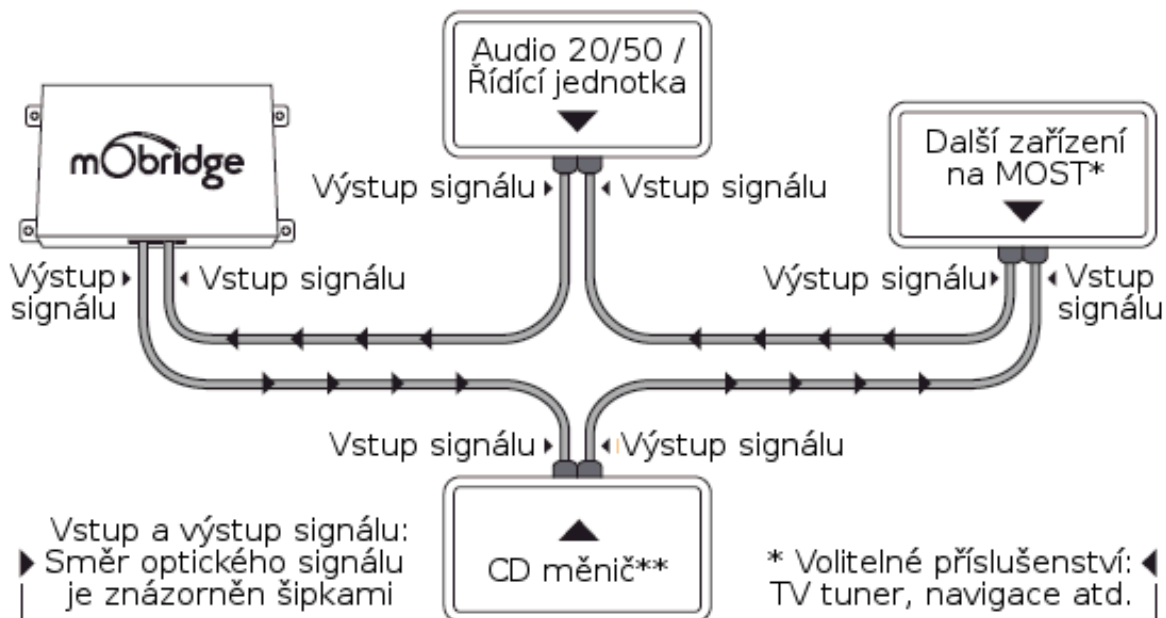 Audio 20/50 /
Řídící jednotka
mObridge
Další zařízení
na MOST*
Výstup signálu
Vstup signálu
Výstup
signálu
Vstup signálu
Výstup signálu
Vstup
signálu
Vstup signálu
Výstup signálu
CD měnič**
Vstup a výstup signálu:
Směr optického signálu
je znázorněn šipkami
* Volitelné příslušenství:
TV tuner, navigace atd.